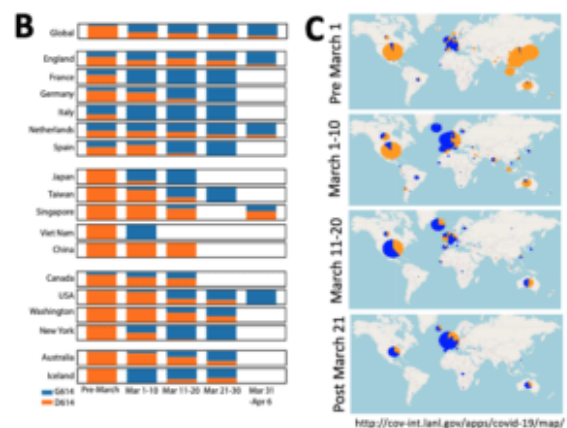 B
Global
England
France
Germany
Italy
Netherlands
Spain
Japan
Taiwan
Singapore
Viet Nam
China
Canada
USA
Washington
New York
Australia
Iceland
Pre-March Mar 1-10 Mar 11-20 Mar 21-30 Mar 31
-Apr 6
G614
D614
C
Pre March 1
March 1-10
March 11-20
Post March 21
http://cov-int.lanl.gov/apps/covid-19/map/